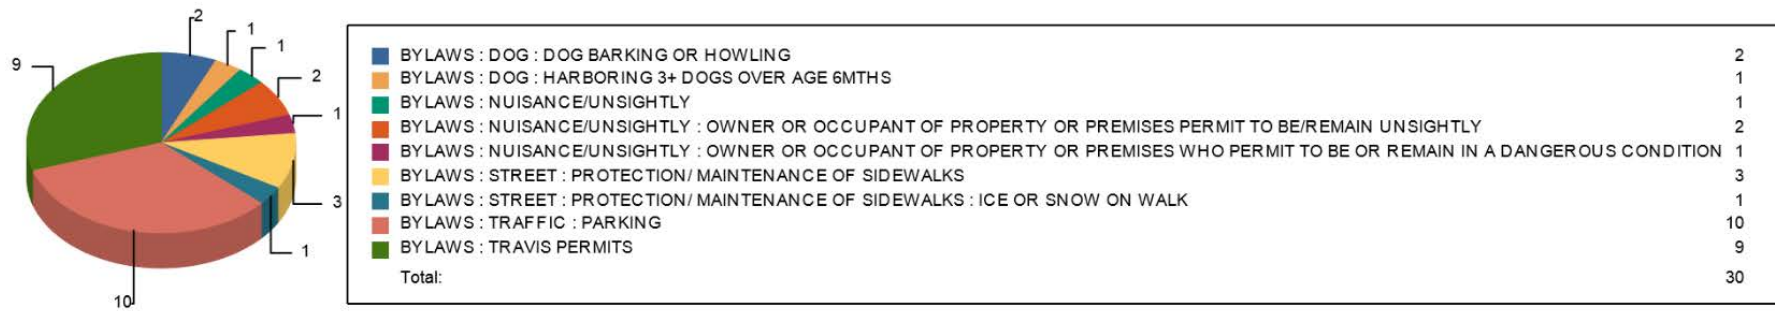 2
1
1
2
1
3
1
10
9
BYLAWS : DOG : DOG BARKING OR HOWLING 2
BYLAWS : DOG : HARBORING 3+ DOGS OVER AGE 6MTHS 1
BYLAWS : NUISANCE/UNSIGHTLY 1
BYLAWS : NUISANCE/UNSIGHTLY : OWNER OR OCCUPANT OF PROPERTY OR PREMISES PERMIT TO BE/REMAIN UNSIGHTLY 2
BYLAWS : NUISANCE/UNSIGHTLY : OWNER OR OCCUPANT OF PROPERTY OR PREMISES WHO PERMIT TO BE OR REMAIN IN A DANGEROUS CONDITION 1
BYLAWS : STREET : PROTECTION/ MAINTENANCE OF SIDEWALKS 3
BYLAWS : STREET : PROTECTION/ MAINTENANCE OF SIDEWALKS : ICE OR SNOW ON WALK 1
BYLAWS : TRAFFIC : PARKING 10
BYLAWS : TRAVIS PERMITS 9
Total: 30